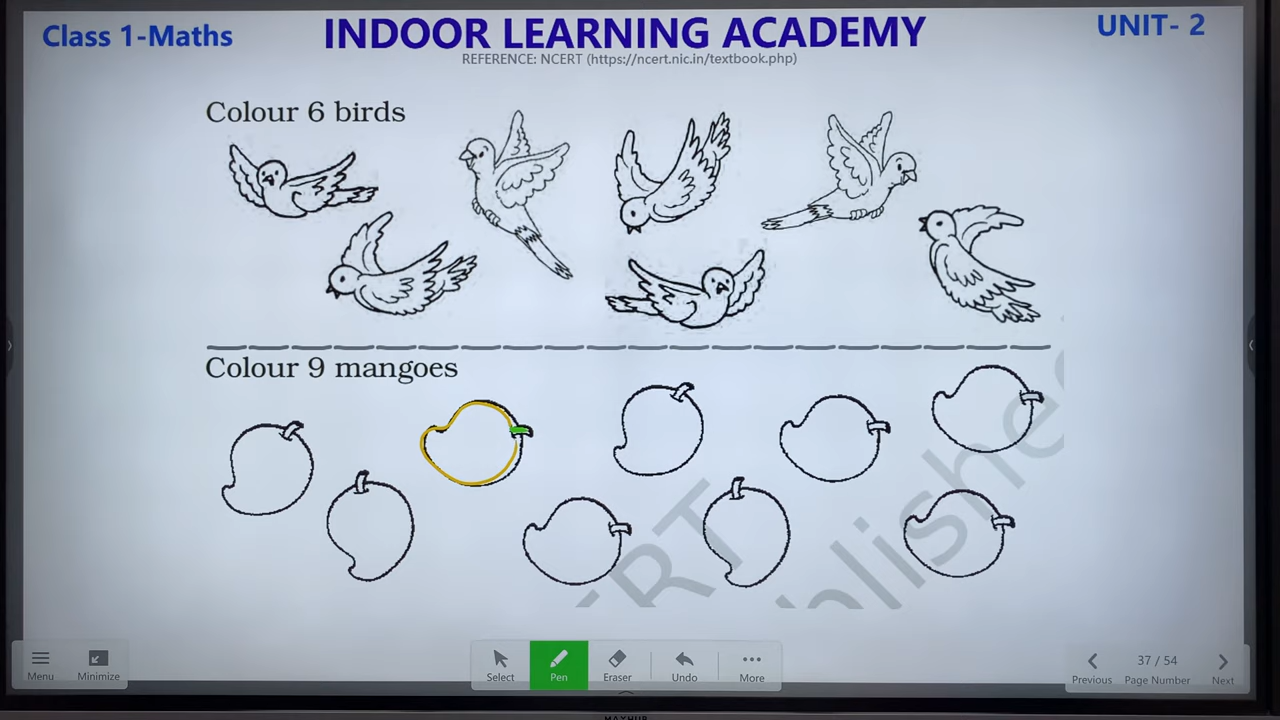 Class 1-Maths
INDOOR LEARNING ACADEMY
UNIT- 2
REFERENCE: NCERT (https://ncert.nic.in/textbook.php)
Colour 6 birds
Colour 9 mangoes
Menu
Minimize
Select
Pen
Eraser
Undo
More
Previous
37 / 54
Page Number
Next
MAXHUB